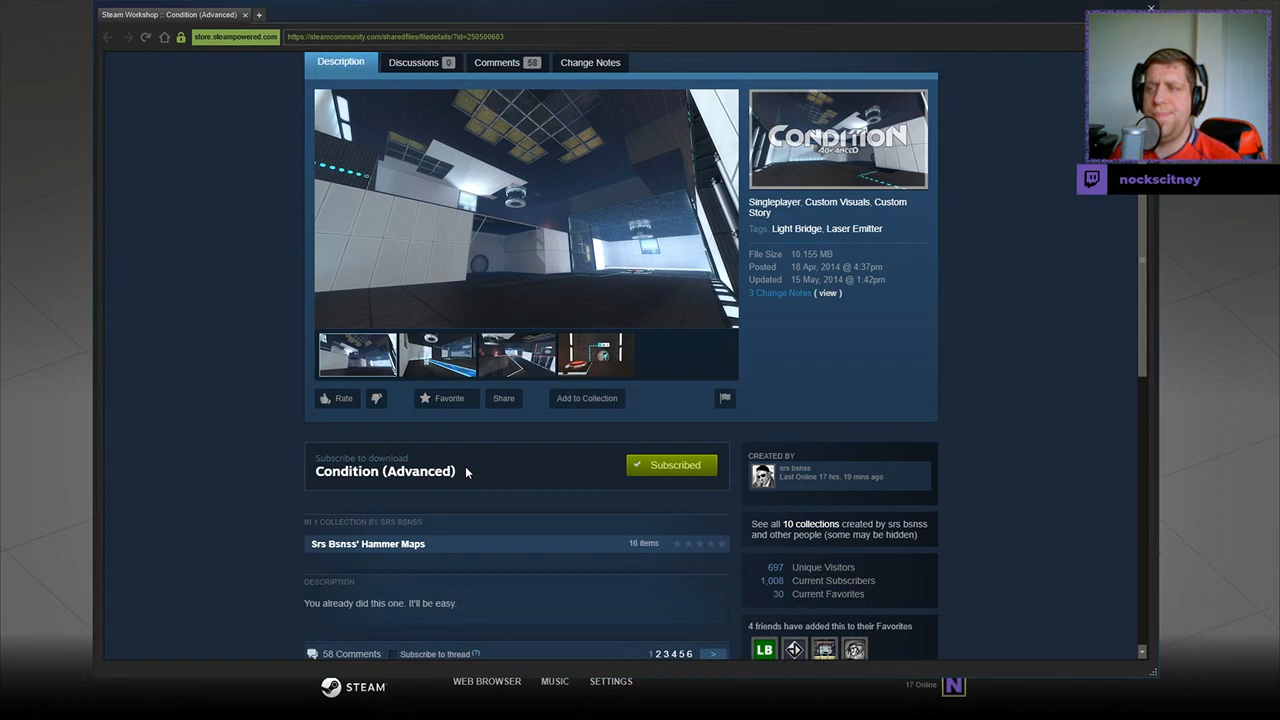 Steam Workshop :: Condition (Advanced) × +
store.steampowered.com https://steamcommunity.com/sharedfiles/filedetails/?id=250500603
Description Discussions 0 Comments 58 Change Notes
CONDITION
ADVANCED
nockscitney
Singleplayer, Custom Visuals, Custom
Story
Tags: Light Bridge, Laser Emitter
File Size 10.155 MB
Posted 18 Apr, 2014 @ 4:37pm
Updated 15 May, 2014 @ 1:42pm
3 Change Notes ( view )
Rate Favorite Share Add to Collection
Subscribe to download
Condition (Advanced)
Subscribed
CREATED BY
srs bsnss
Last Online 17 hrs, 19 mins ago
IN 1 COLLECTION BY SRS BSNSS
Srs Bsnss' Hammer Maps 16 items
See all 10 collections created by srs bsnss
and other people (some may be hidden)
DESCRIPTION
You already did this one. It'll be easy.
697 Unique Visitors
1,008 Current Subscribers
30 Current Favorites
4 friends have added this to their Favorites
LB
58 Comments Subscribe to thread (?) 1 2 3 4 5 6 >
STEAM WEB BROWSER MUSIC SETTINGS 17 Online N